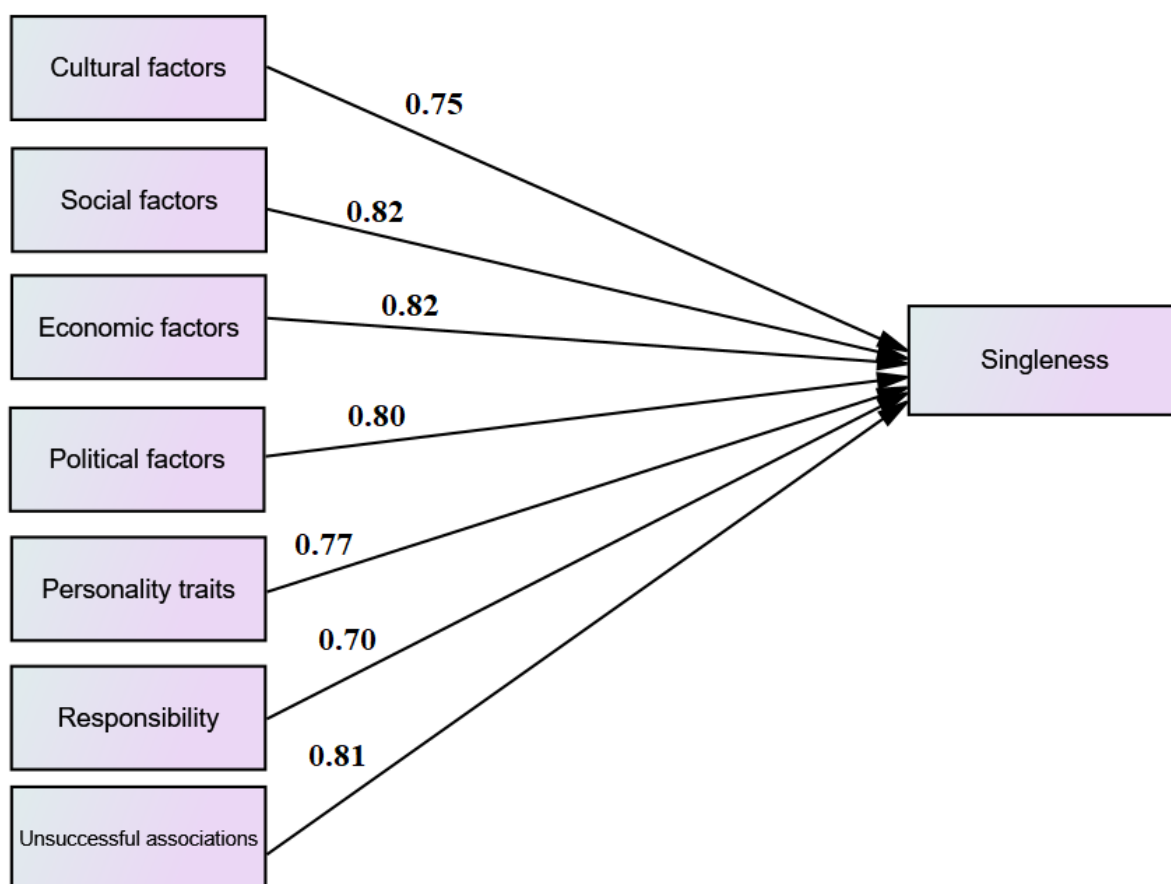 Cultural factors
0.75
Social factors
0.82
Economic factors
0.82
Singleness
Political factors
0.80
Personality traits
0.77
Responsibility
0.70
Unsuccessful associations
0.81